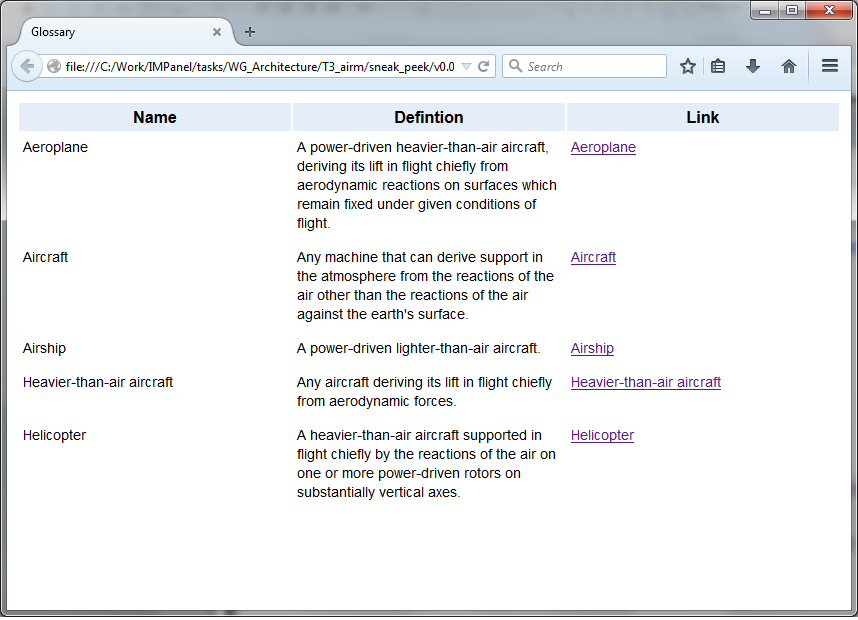 Glossary
file:///C:/Work/IMPanel/tasks/WG_Architecture/T3_airm/sneak_peek/v0.0
Search
Name Defintion Link
Aeroplane A power-driven heavier-than-air aircraft, Aeroplane
deriving its lift in flight chiefly from
aerodynamic reactions on surfaces which
remain fixed under given conditions of
flight.
Aircraft Any machine that can derive support in Aircraft
the atmosphere from the reactions of the
air other than the reactions of the air
against the earth's surface.
Airship A power-driven lighter-than-air aircraft. Airship
Heavier-than-air aircraft Any aircraft deriving its lift in flight chiefly Heavier-than-air aircraft
from aerodynamic forces.
Helicopter A heavier-than-air aircraft supported in Helicopter
flight chiefly by the reactions of the air on
one or more power-driven rotors on
substantially vertical axes.